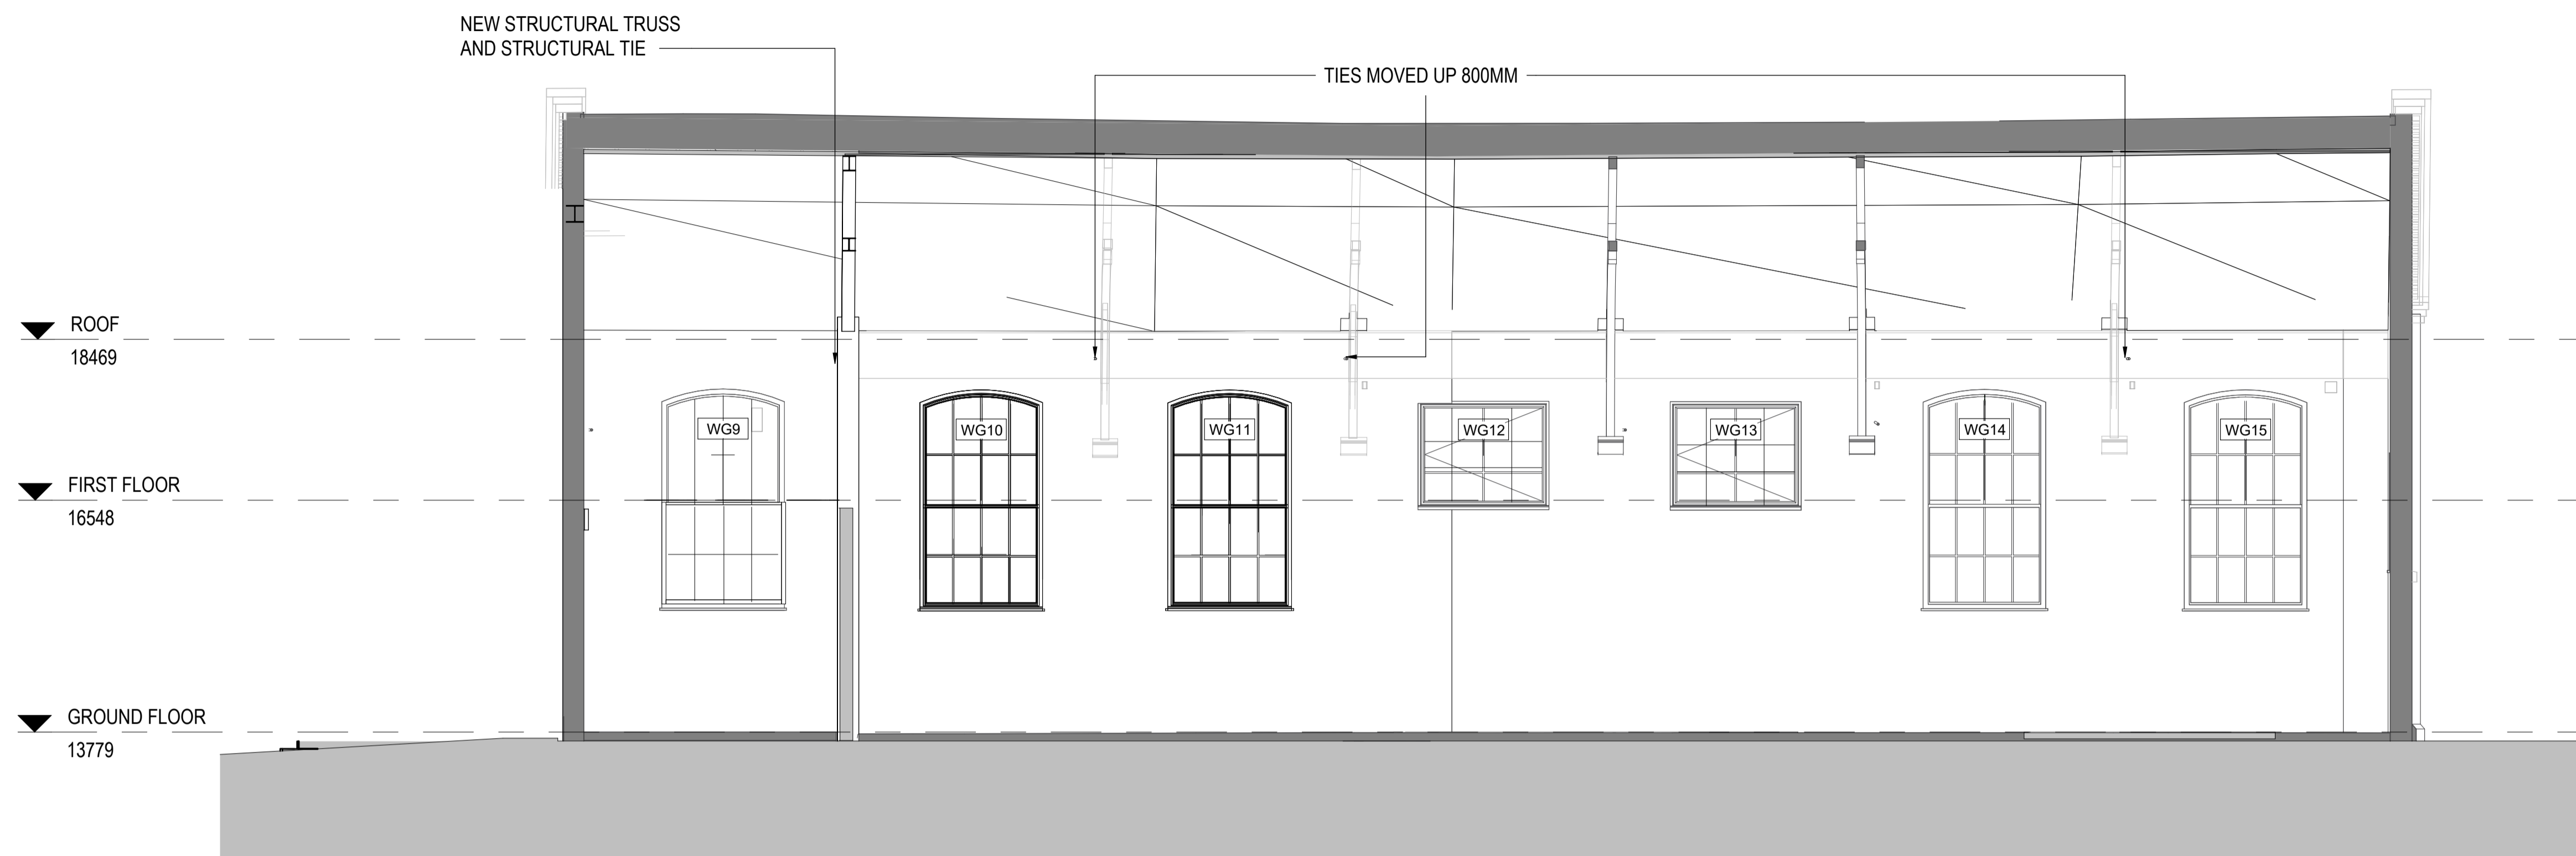 NEW STRUCTURAL TRUSS
AND STRUCTURAL TIE
TIES MOVED UP 800MM
ROOF
18469
WG9
WG10
WG11
WG12
WG13
WG14
WG15
FIRST FLOOR
16548
GROUND FLOOR
13779